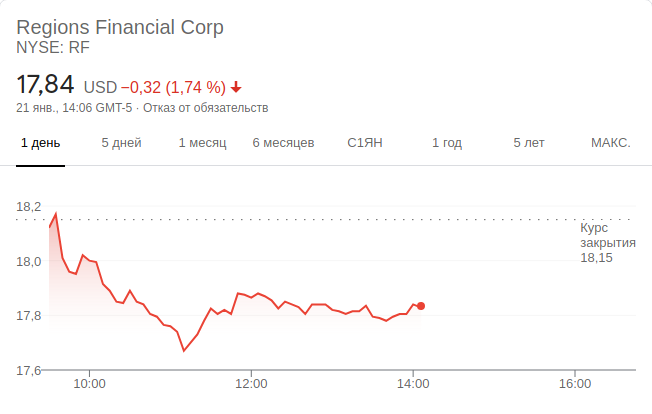 Regions Financial Corp
NYSE: RF
17,84 USD −0,32 (1,74 %)
21 янв., 14:06 GMT-5 · Отказ от обязательств
1 день 5 дней 1 месяц 6 месяцев С1ЯН 1 год 5 лет МАКС.
18,2
Курс
закрытия
18,15
18,0
17,8
17,6
10:00 12:00 14:00 16:00